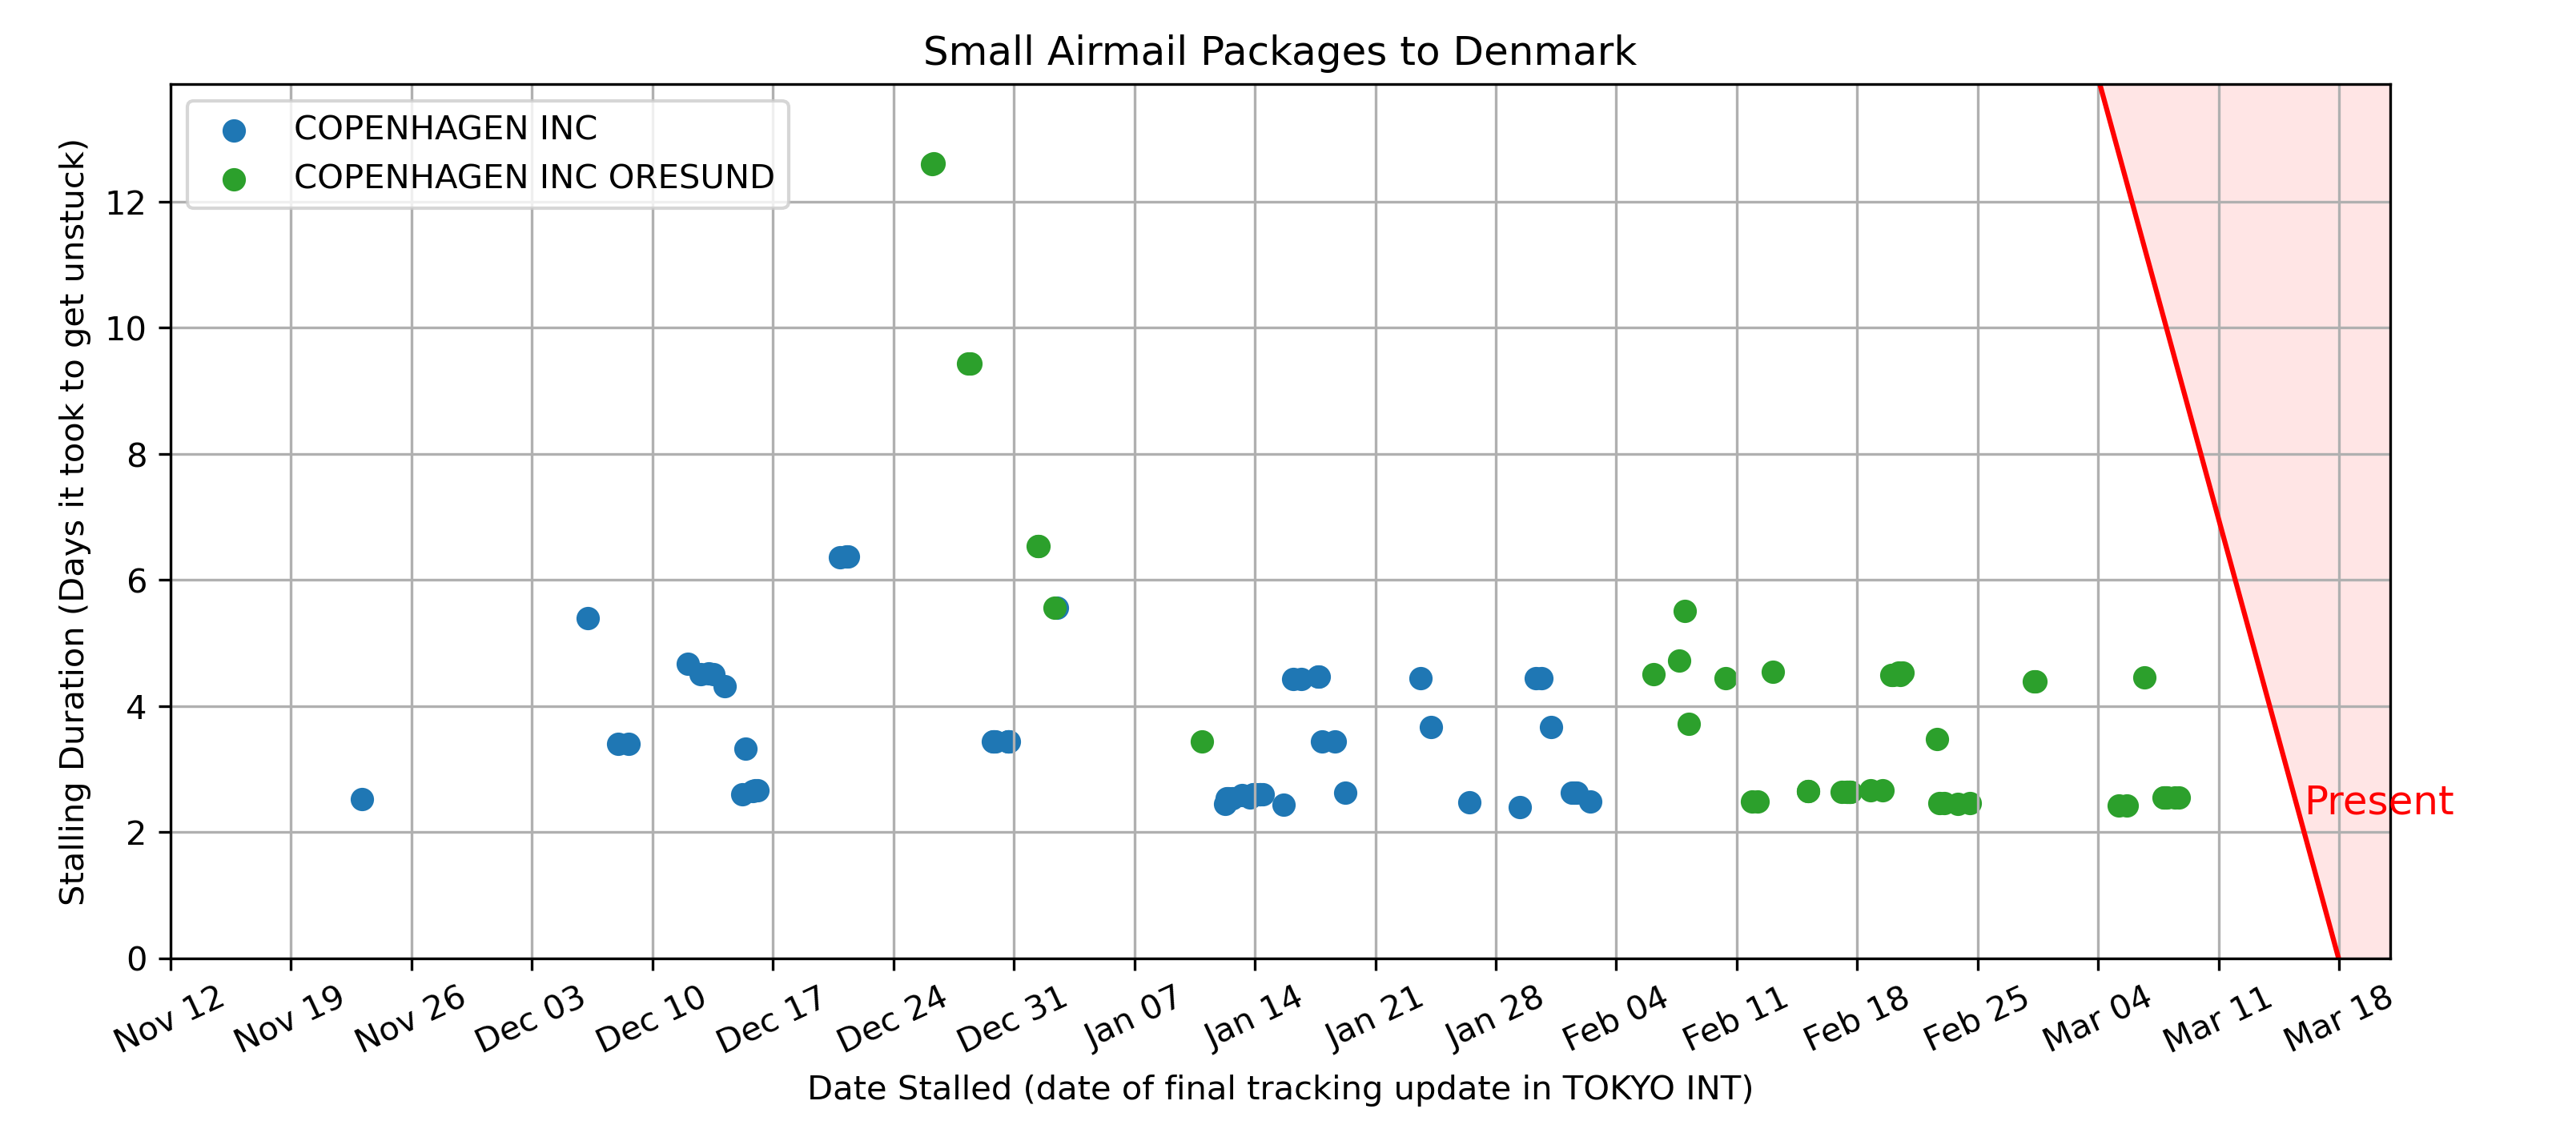 Small Airmail Packages to Denmark
COPENHAGEN INC
COPENHAGEN INC ORESUND
Stalling Duration (Days it took to get unstuck)
12
10
8
6
4
2
0
Present
Nov 12
Nov 19
Nov 26
Dec 03
Dec 10
Dec 17
Dec 24
Dec 31
Jan 07
Jan 14
Jan 21
Jan 28
Feb 04
Feb 11
Feb 18
Feb 25
Mar 04
Mar 11
Mar 18
Date Stalled (date of final tracking update in TOKYO INT)